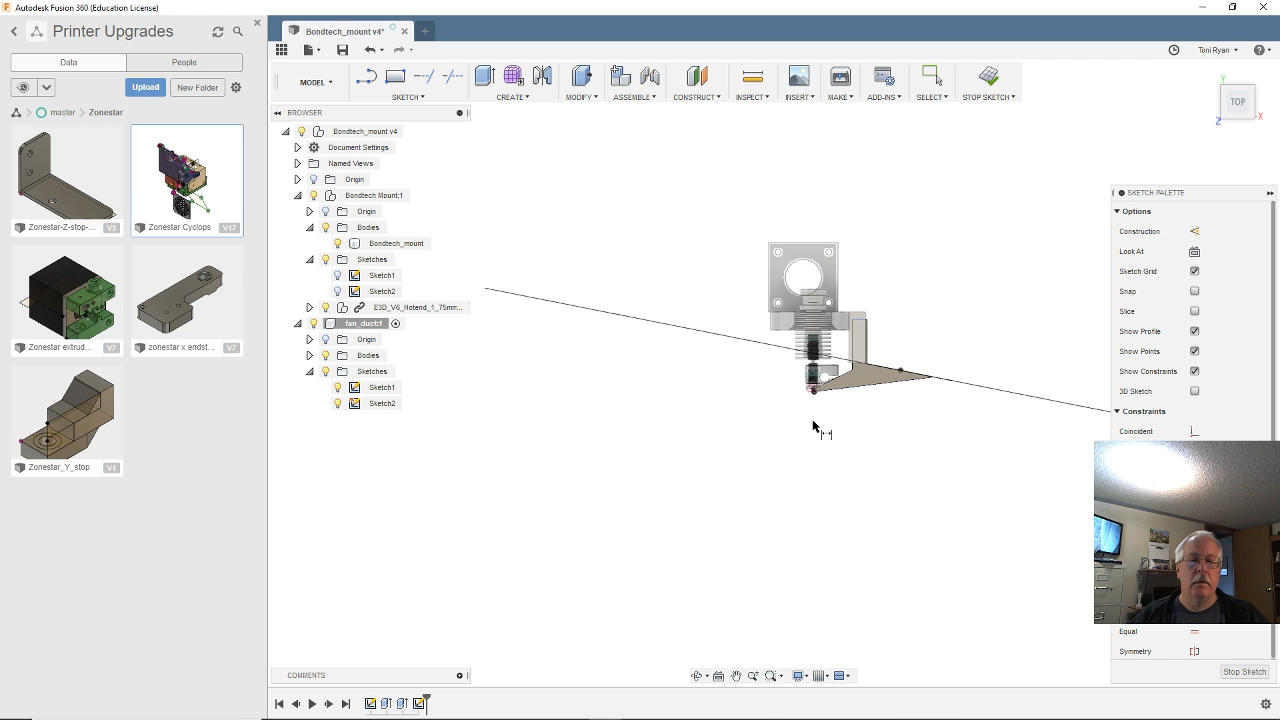 Autodesk Fusion 360 (Education License)
Printer Upgrades
Data
People
Upload
New Folder
master > Zonestar
Zonestar-Z-stop-... V3
Zonestar Cyclops V17
Zonestar extrud... V7
zonestar x endst... V7
Zonestar_Y_stop V1
Bondtech_mount v4*
Toni Ryan
MODEL
SKETCH
CREATE
MODIFY
ASSEMBLE
CONSTRUCT
INSPECT
INSERT
MAKE
ADD-INS
SELECT
STOP SKETCH
BROWSER
Bondtech_mount v4
Document Settings
Named Views
Origin
Bondtech Mount:1
Origin
Bodies
Bondtech_mount
Sketches
Sketch1
Sketch2
E3D_V6_Hotend_1_75mm...
fan_duct:1
Origin
Bodies
Sketches
Sketch1
Sketch2
Y
TOP
Z
X
SKETCH PALETTE
Options
Construction
Look At
Sketch Grid
Snap
Slice
Show Profile
Show Points
Show Constraints
3D Sketch
Constraints
Coincident
Equal
Symmetry
Stop Sketch
COMMENTS